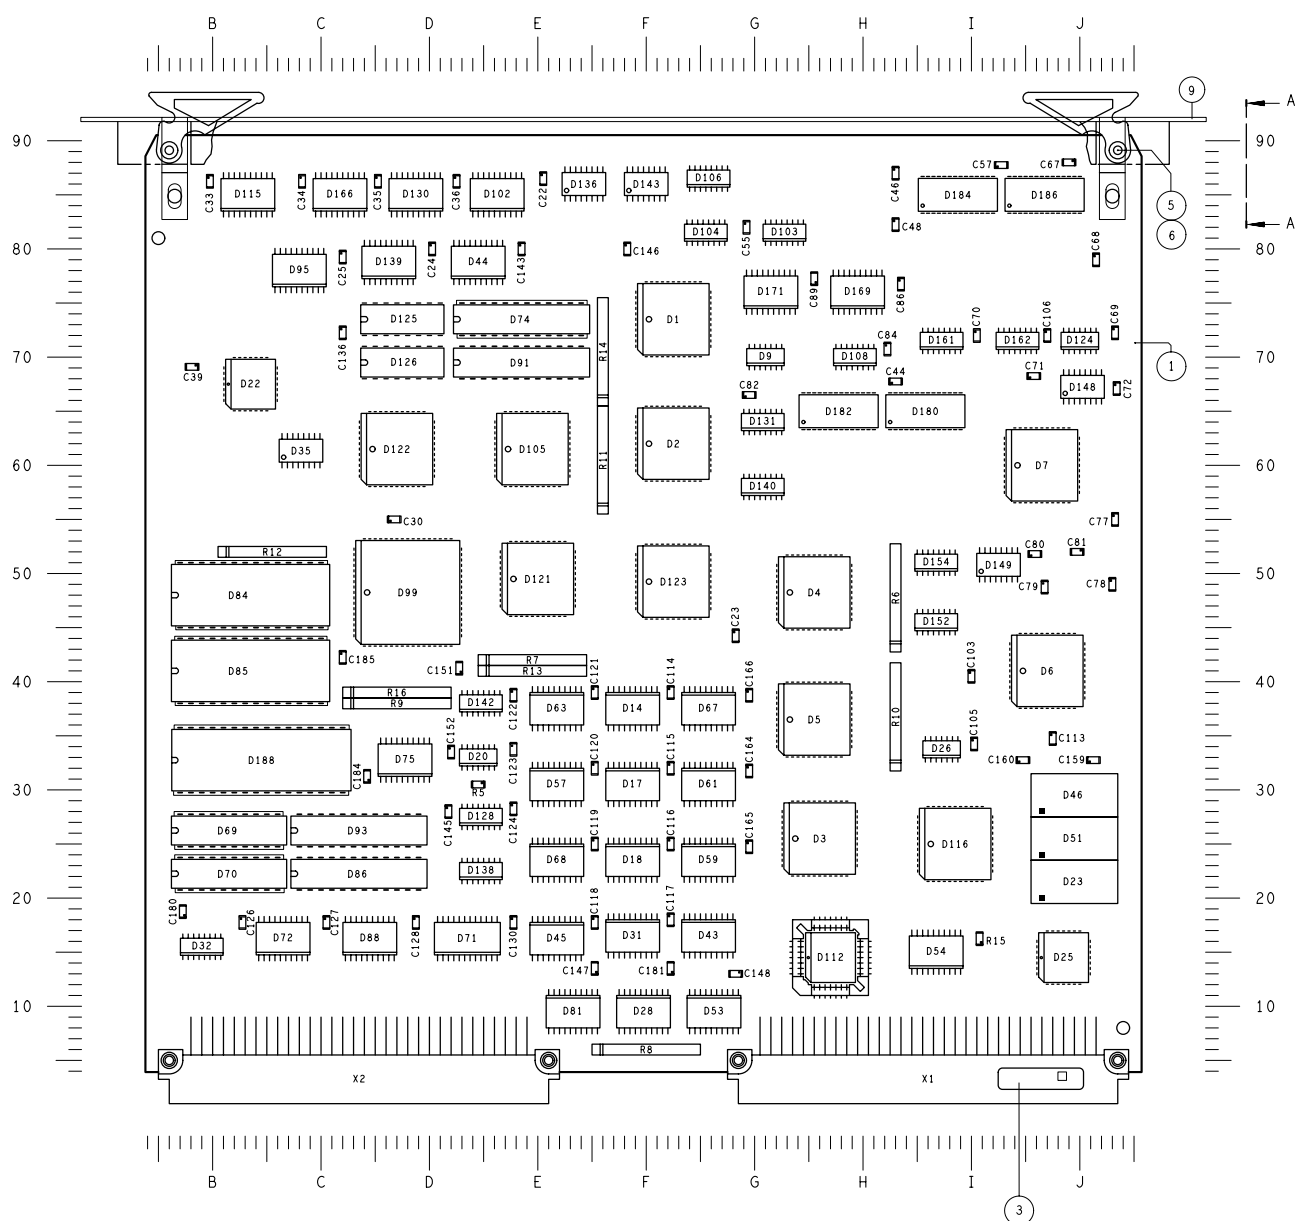 B C D E F G H I J
9
A
90 90
C57 C67
D115 D166 D130 D102 D136 D143 D106 D184 D186
C33 C34 C35 C36 C22 C46
5
6
A
D104 C55 D103 C48
80 80
C146 C68
D95 C25 D139 C24 D44 C143
D171 C89 D169 C86
D125 D74 D1
C136 C84 D161 C70 D162 C106 D124 C69
70 70
D126 D91 R14 D9 D108
1
C39 D22 C44 C71 D148 C72
C82
D182 D180
D131
D35 D122 D105 R11 D2
60 60
D7
D140
C30 C77
R12 C80 C81
50 50
D84 D99 D121 D123 D4 R6 D154 D149 C79 C78
C23 D152
D85 C185 C151 R7 R13 C121 C114 C166 C103 D6
40 40
R16 R9 D142 C122 D63 D14 D67 D5 R10
C105 C113
D188 C184 D75 C152 D20 C123 C120 C115 C164 D26 C160 C159
30 30
R5 D57 D17 D61 D46
D69 D93 C145 D128 C124 C119 C116 C165 D3 D116 D51
D70 D86 D138 D68 D18 D59 D23
20 20
C180 C126 C127 C128 C130 C118 C117
D32 D72 D88 D71 D45 D31 D43 D112 D54 R15 D25
C147 C181 C148
10 10
D81 D28 D53
R8
X2 X1
B C D E F G H I J
3